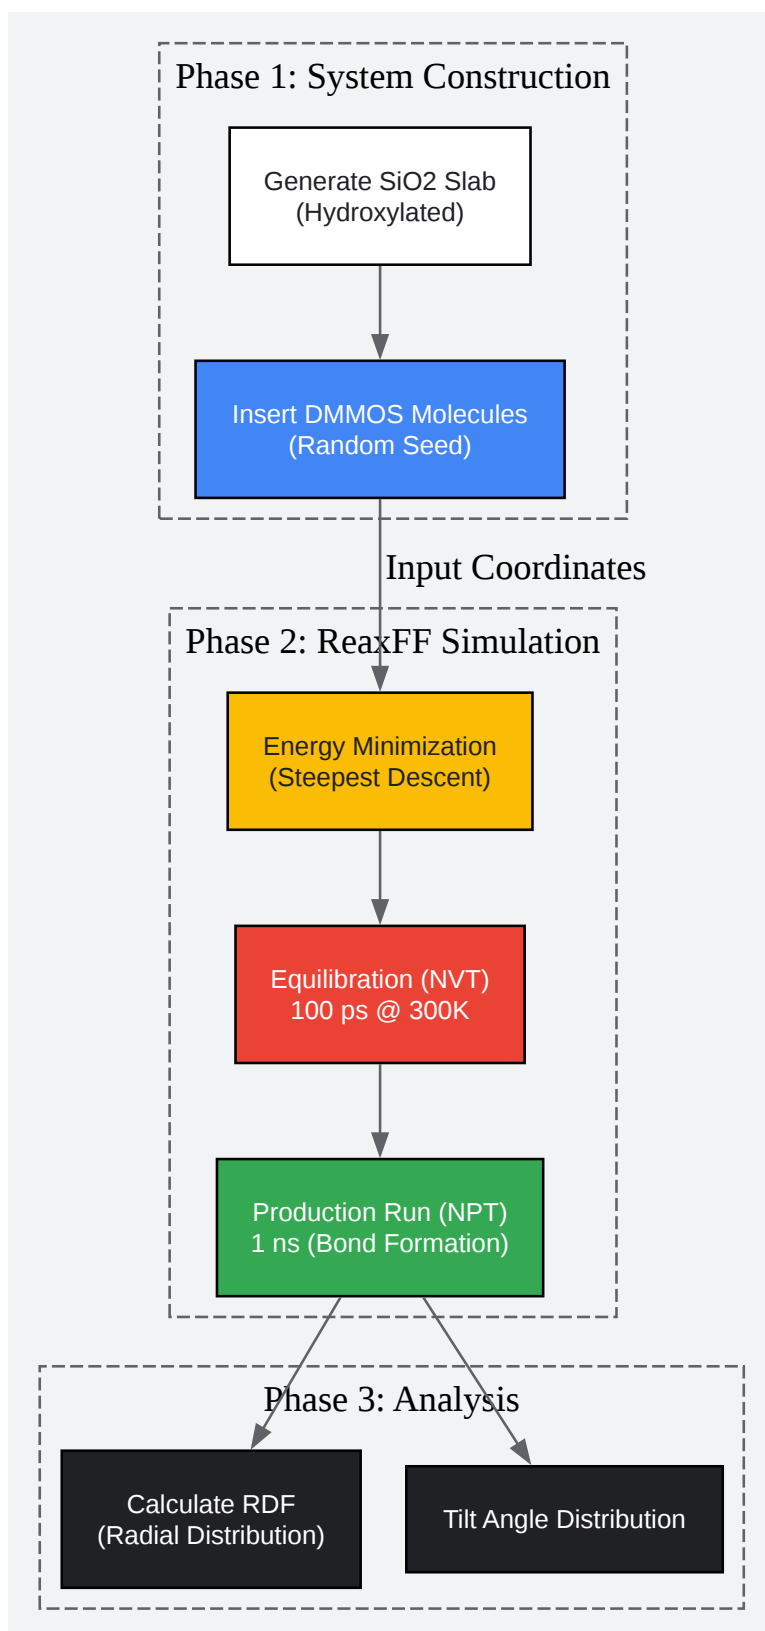 Phase 1: System Construction
Generate SiO2 Slab
(Hydroxylated)
Insert DMMOS Molecules
(Random Seed)
Input Coordinates
Phase 2: ReaxFF Simulation
Energy Minimization
(Steepest Descent)
Equilibration (NVT)
100 ps @ 300K
Production Run (NPT)
1 ns (Bond Formation)
Phase 3: Analysis
Calculate RDF
(Radial Distribution)
Tilt Angle Distribution